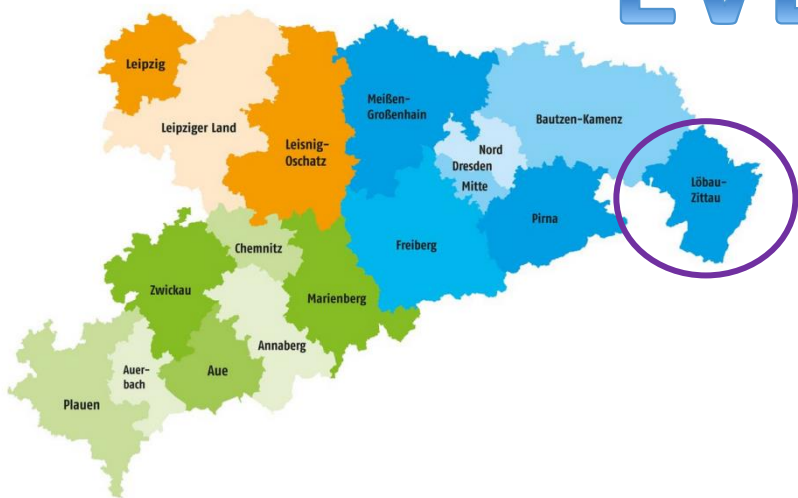 Leipzig
Leipziger Land
Leisnig-
Oschatz
Meißen-
Großenhain
Bautzen-Kamenz
Nord
Dresden
Mitte
Löbau-
Zittau
Pirna
Freiberg
Chemnitz
Zwickau
Marienberg
Annaberg
Aue
Auer-
bach
Plauen